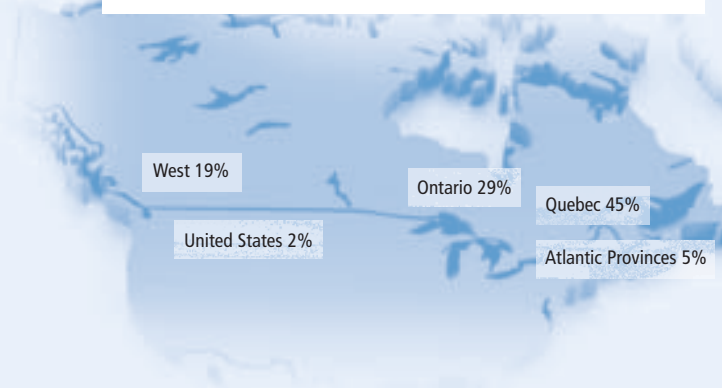 West 19%
Ontario 29%
Quebec 45%
United States 2%
Atlantic Provinces 5%